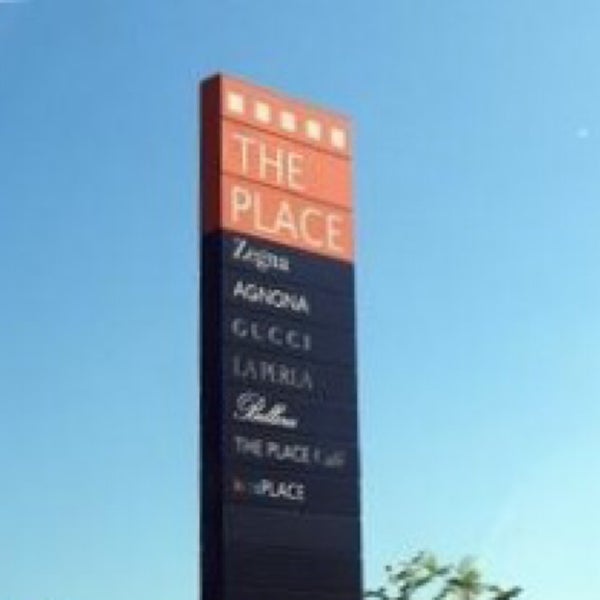 THE
PLACE
Zegna
AGNONA
GUCCI
LA PERLA
THE PLACE Café
PLACE